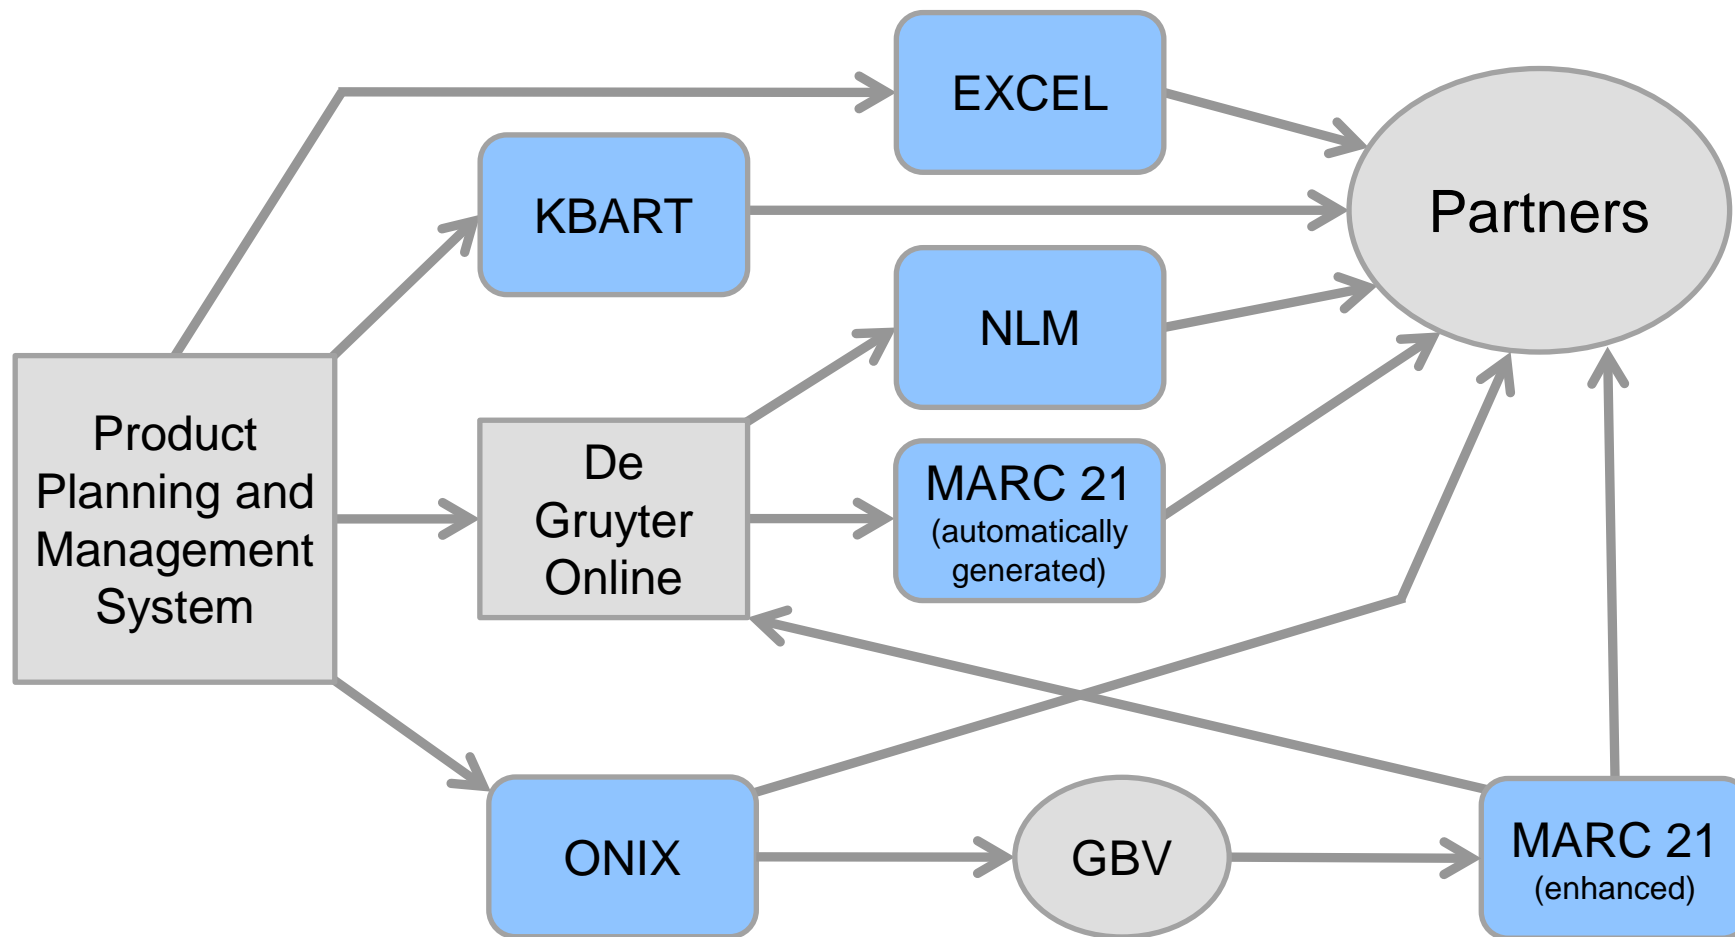 EXCEL
KBART
Partners
NLM
Product
Planning and
Management
System
De
Gruyter
Online
MARC 21
(automatically
generated)
ONIX
GBV
MARC 21
(enhanced)